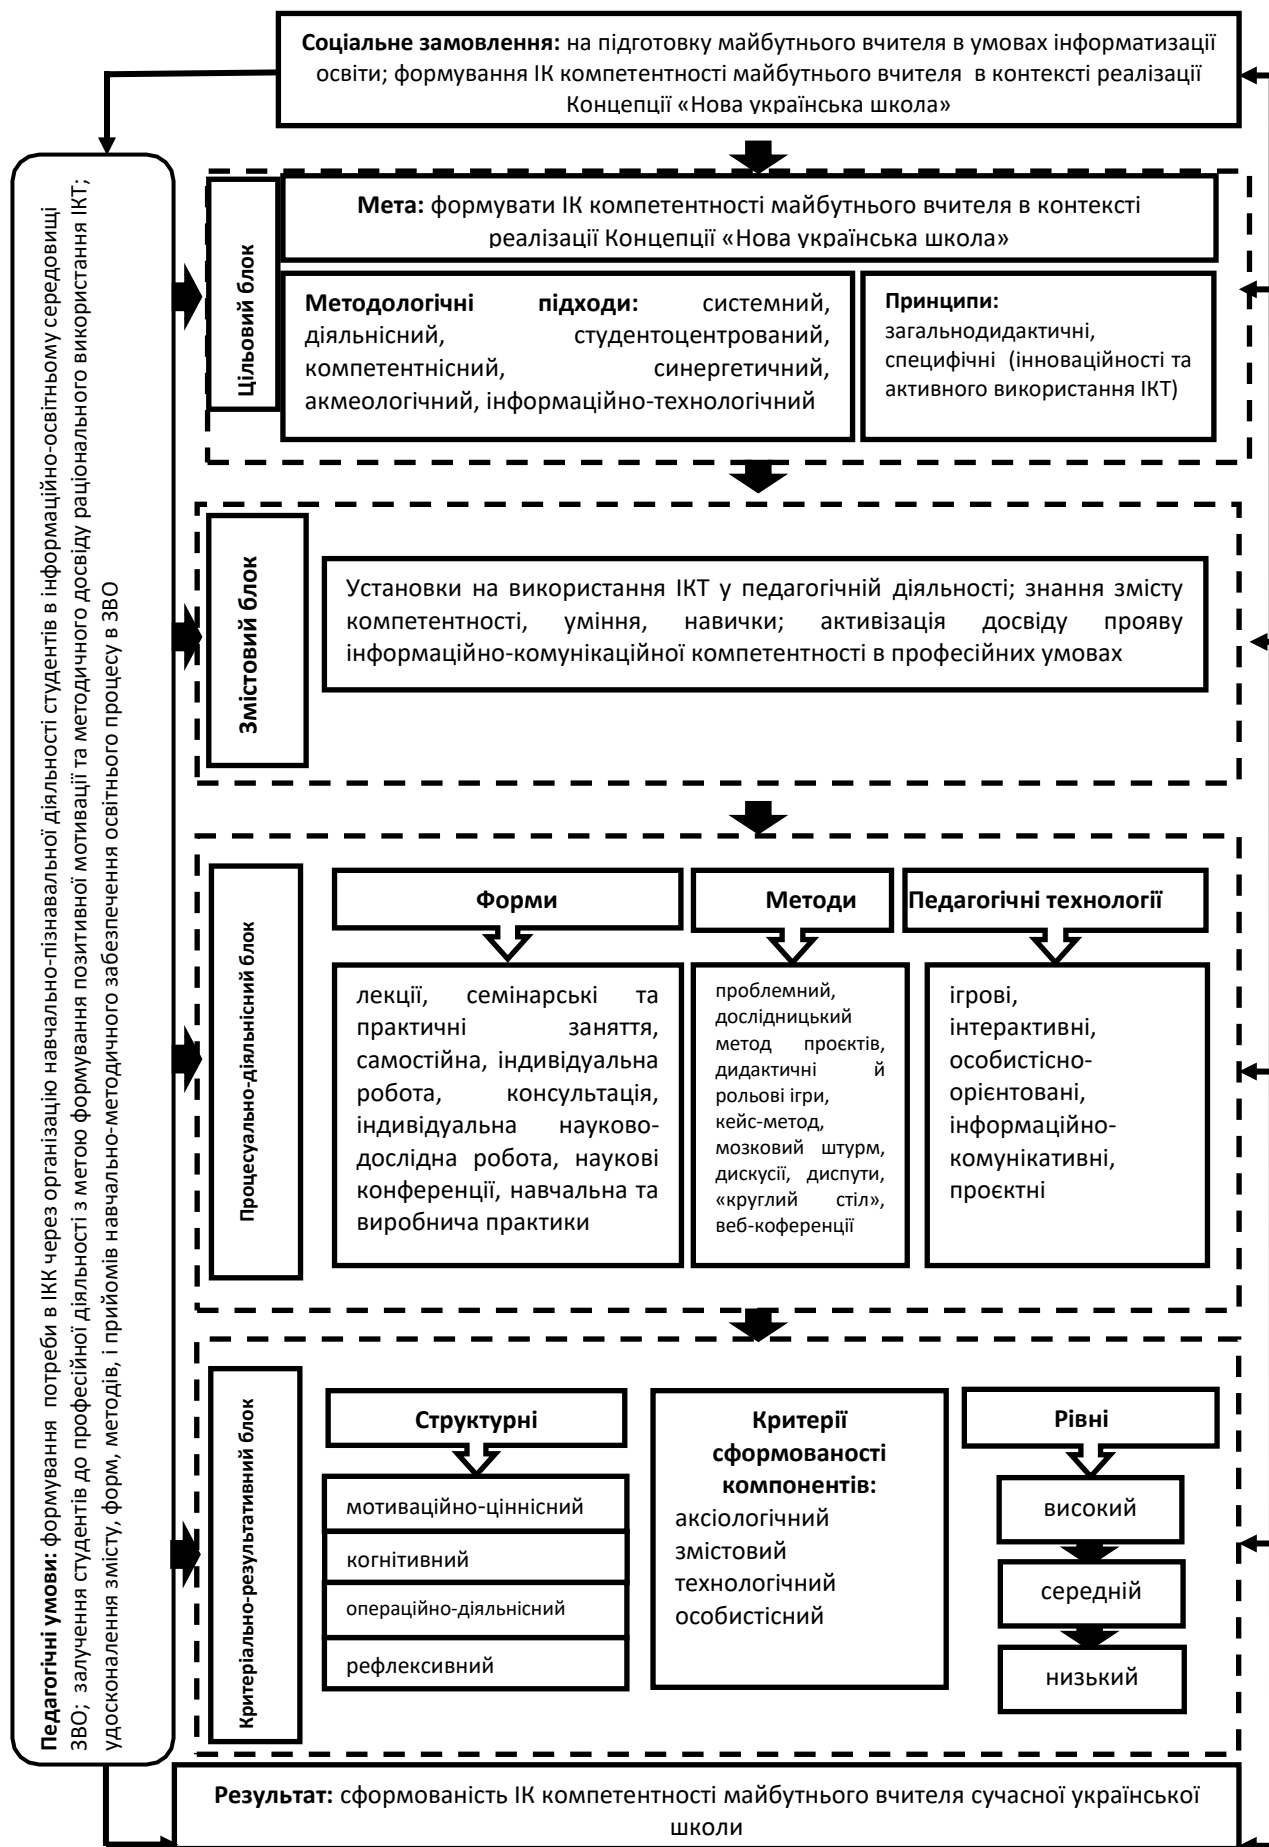 Соціальне замовлення: на підготовку майбутнього вчителя в умовах інформатизації
освіти; формування ІК компетентності майбутнього вчителя в контексті реалізації
Концепції «Нова українська школа»
Педагогічні умови: формування потреби в ІКК через організацію навчально-пізнавальної діяльності студентів в інформаційно-освітньому середовищі
ЗВО; залучення студентів до професійної діяльності з метою формування позитивної мотивації та методичного досвіду раціонального використання ІКТ;
удосконалення змісту, форм, методів, і прийомів навчально-методичного забезпечення освітнього процесу в ЗВО
Цільовий блок
Мета: формувати ІК компетентності майбутнього вчителя в контексті
реалізації Концепції «Нова українська школа»
Методологічні підходи: системний,
діяльнісний, студентоцентрований,
компетентнісний, синергетичний,
акмеологічний, інформаційно-технологічний
Принципи:
загальнодидактичні,
специфічні (інноваційності та
активного використання ІКТ)
Змістовий блок
Установки на використання ІКТ у педагогічній діяльності; знання змісту
компетентності, уміння, навички; активізація досвіду прояву
інформаційно-комунікаційної компетентності в професійних умовах
Процесуально-діяльнісний блок
Форми
лекції, семінарські та
практичні заняття,
самостійна, індивідуальна
робота, консультація,
індивідуальна науково-
дослідна робота, наукові
конференції, навчальна та
виробнича практики
Методи
проблемний,
дослідницький
метод проєктів,
дидактичні й
рольові ігри,
кейс-метод,
мозковий штурм,
дискусії, диспути,
«круглий стіл»,
веб-коференції
Педагогічні технології
ігрові,
інтерактивні,
особистісно-
орієнтовані,
інформаційно-
комунікативні,
проєктні
Критеріально-результативний блок
Структурні
мотиваційно-ціннісний
когнітивний
операційно-діяльнісний
рефлексивний
Критерії
сформованості
компонентів:
аксіологічний
змістовий
технологічний
особистісний
Рівні
високий
середній
низький
Результат: сформованість ІК компетентності майбутнього вчителя сучасної української
школи